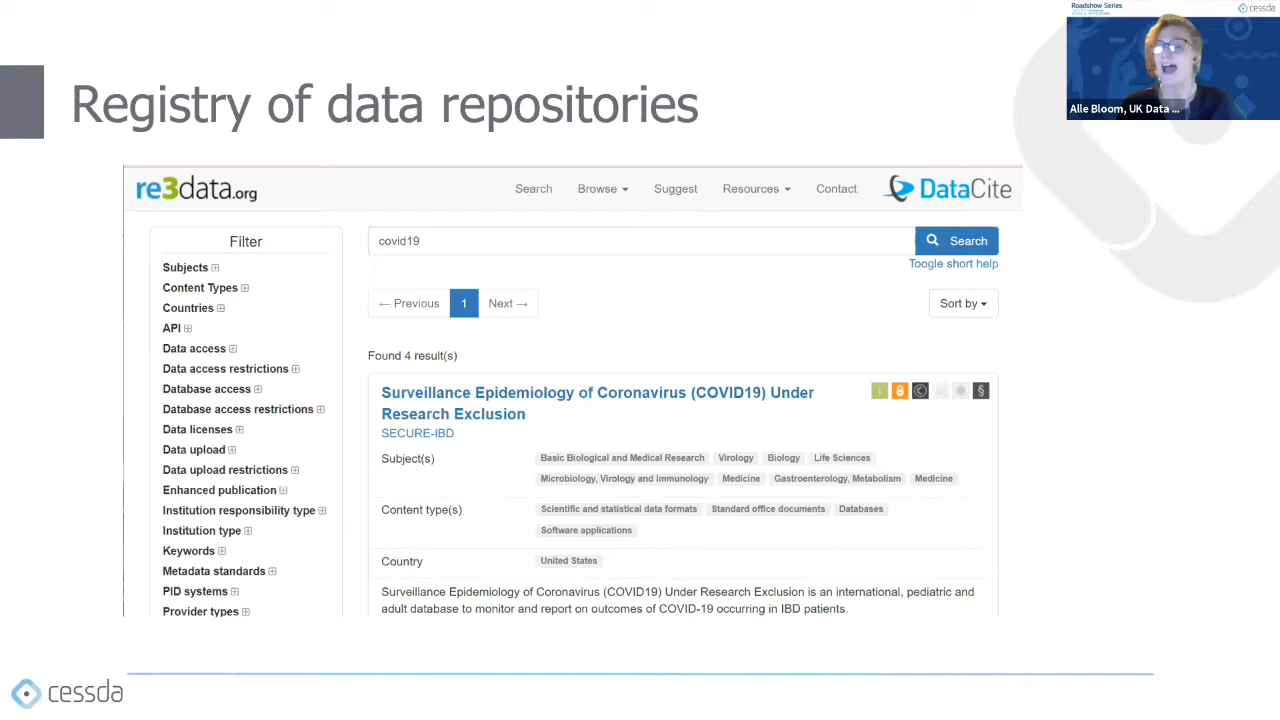 Roadshow Series
2021
cessda
Alle Bloom, UK Data ...
Registry of data repositories
re3data.org
Search
Browse
Suggest
Resources
Contact
DataCite
Filter
Subjects
Content Types
Countries
API
Data access
Data access restrictions
Database access
Database access restrictions
Data licenses
Data upload
Data upload restrictions
Enhanced publication
Institution responsibility type
Institution type
Keywords
Metadata standards
PID systems
Provider types
covid19
Search
Toogle short help
← Previous 1 Next →
Sort by
Found 4 result(s)
Surveillance Epidemiology of Coronavirus (COVID19) Under
Research Exclusion
SECURE-IBD
Subject(s) Basic Biological and Medical Research Virology Biology Life Sciences
Microbiology, Virology and Immunology Medicine Gastroenterology, Metabolism Medicine
Content type(s) Scientific and statistical data formats Standard office documents Databases
Software applications
Country United States
Surveillance Epidemiology of Coronavirus (COVID19) Under Research Exclusion is an international, pediatric and
adult database to monitor and report on outcomes of COVID-19 occurring in IBD patients.
cessda